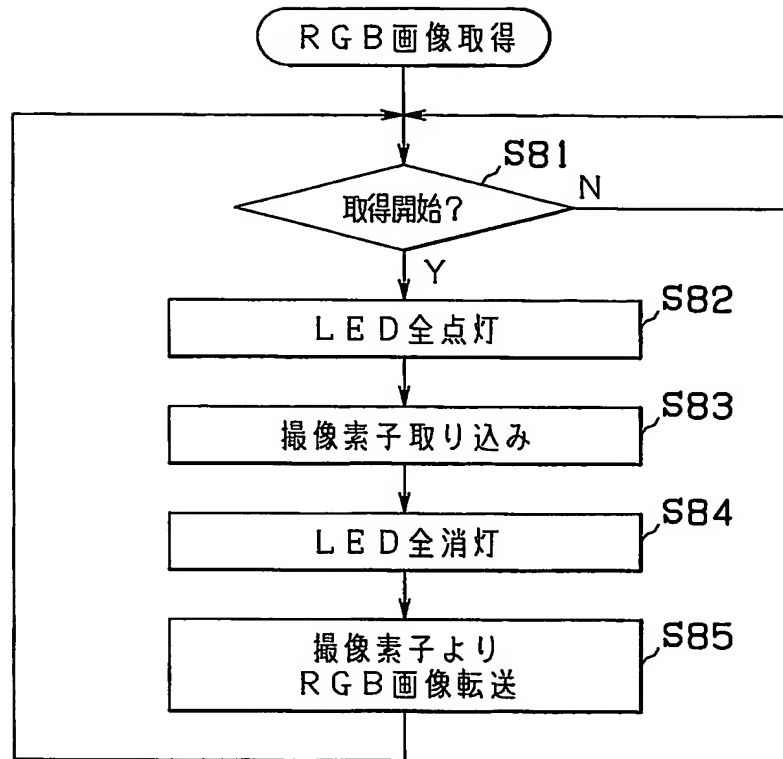 RGB画像取得
S81
取得開始?
N
Y
S82
LED全点灯
S83
撮像素子取り込み
S84
LED全消灯
S85
撮像素子より
RGB画像転送